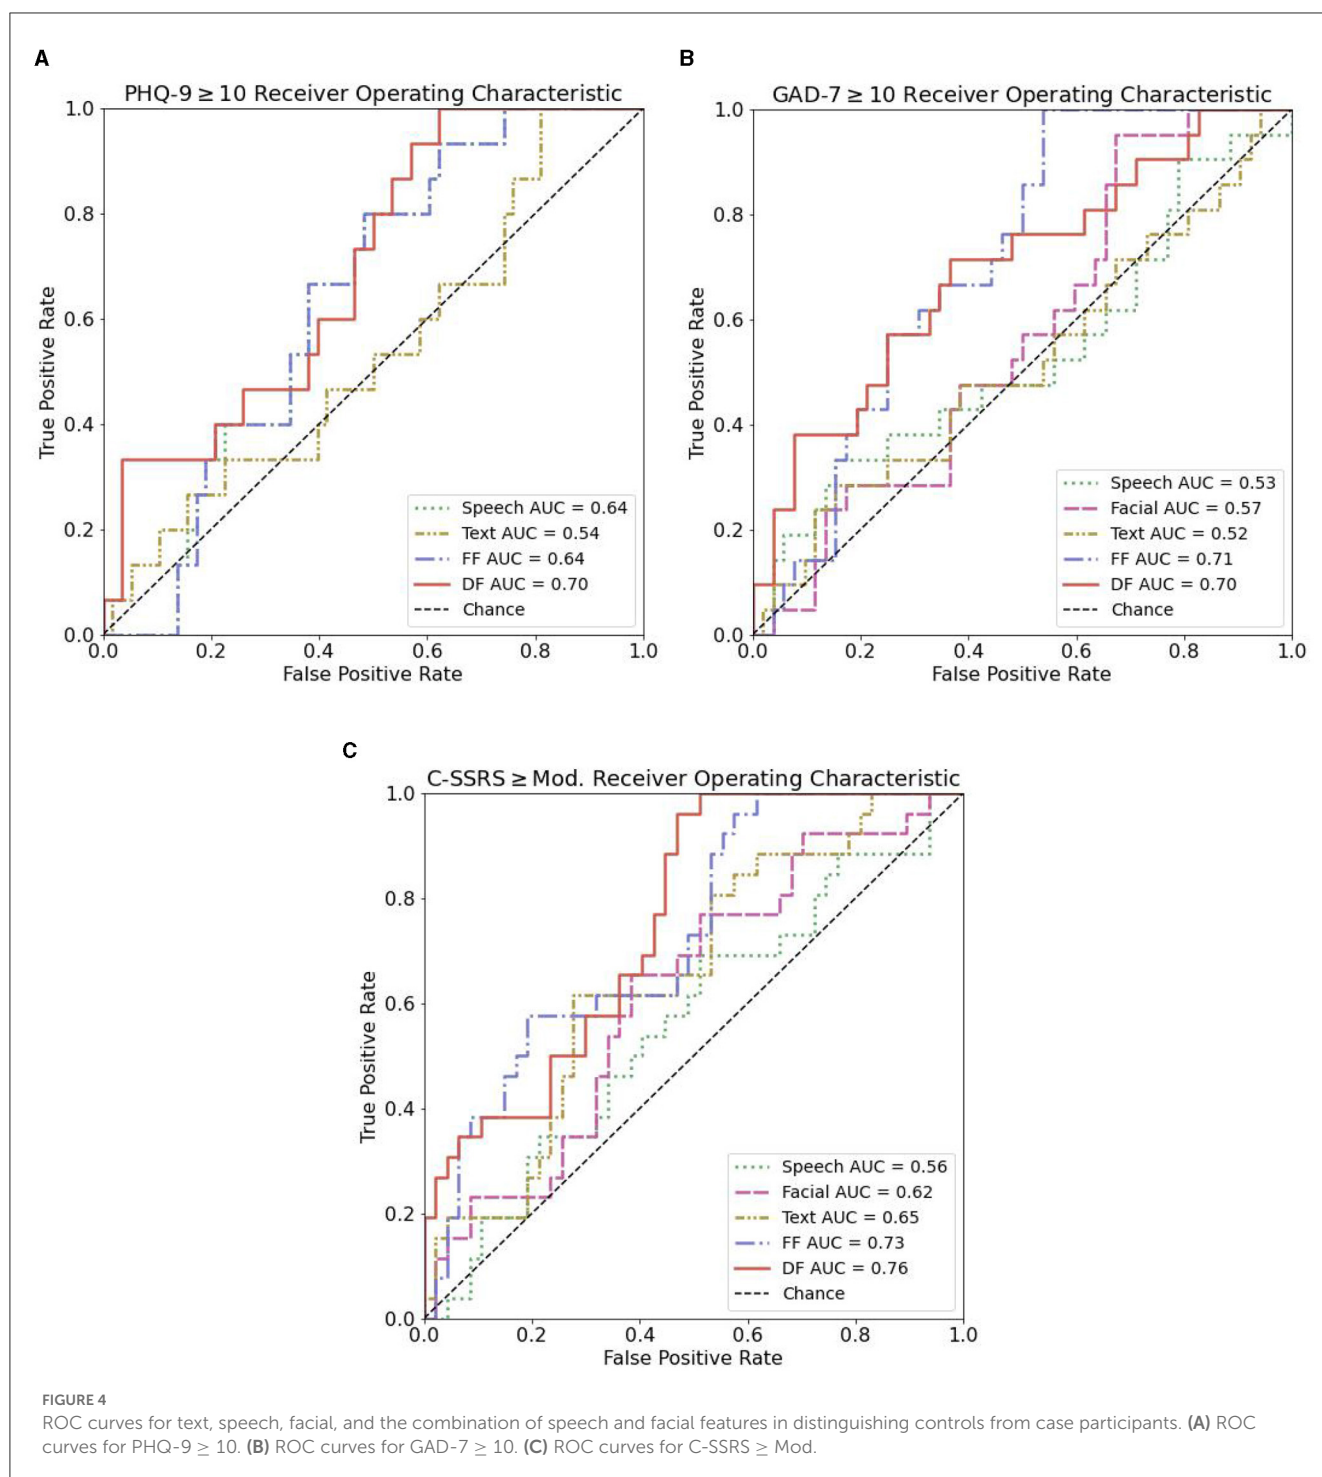 A
PHQ-9 ≥ 10 Receiver Operating Characteristic
1.0
0.8
0.6
0.4
0.2
0.0
True Positive Rate
Speech AUC = 0.64
Text AUC = 0.54
FF AUC = 0.64
DF AUC = 0.70
Chance
0.0 0.2 0.4 0.6 0.8 1.0
False Positive Rate
B
GAD-7 ≥ 10 Receiver Operating Characteristic
1.0
0.8
0.6
0.4
0.2
0.0
True Positive Rate
Speech AUC = 0.53
Facial AUC = 0.57
Text AUC = 0.52
FF AUC = 0.71
DF AUC = 0.70
Chance
0.0 0.2 0.4 0.6 0.8 1.0
False Positive Rate
C
C-SSRS ≥ Mod. Receiver Operating Characteristic
1.0
0.8
0.6
0.4
0.2
0.0
True Positive Rate
Speech AUC = 0.56
Facial AUC = 0.62
Text AUC = 0.65
FF AUC = 0.73
DF AUC = 0.76
Chance
0.0 0.2 0.4 0.6 0.8 1.0
False Positive Rate
FIGURE 4
ROC curves for text, speech, facial, and the combination of speech and facial features in distinguishing controls from case participants. (A) ROC
curves for PHQ-9 ≥ 10. (B) ROC curves for GAD-7 ≥ 10. (C) ROC curves for C-SSRS ≥ Mod.